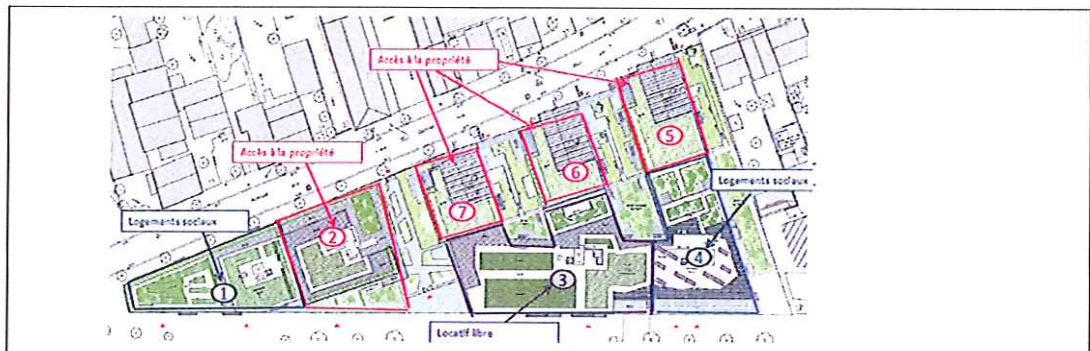 Accès à la propriété
5
Accès à la propriété
6
Logements sociaux
7
Logements sociaux
2
4
3
1
Locatif libre